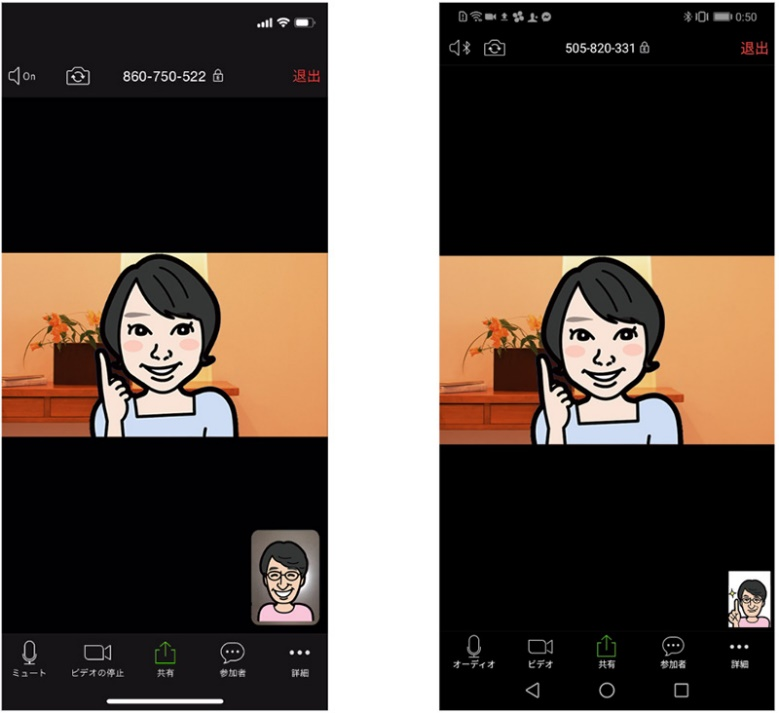 On
860-750-522
退出
ミュート
ビデオの停止
共有
参加者
詳細
0:50
505-820-331
退出
オーディオ
ビデオ
共有
参加者
詳細